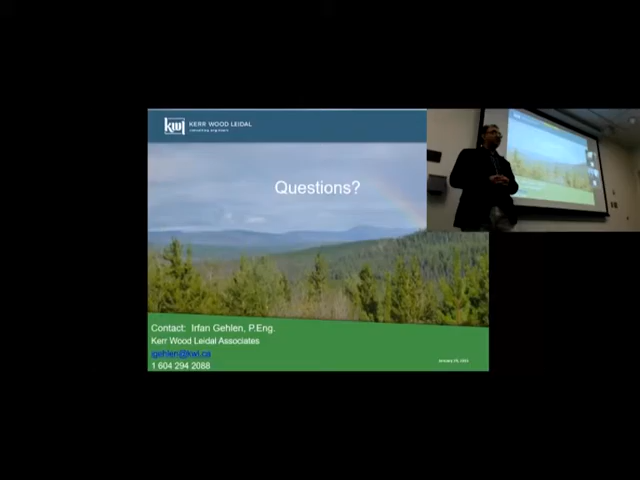 kwl KERR WOOD LEIDAL
consulting engineers
Questions?
Contact: Irfan Gehlen, P.Eng.
Kerr Wood Leidal Associates
igehlen@kwl.ca
1 604 294 2088